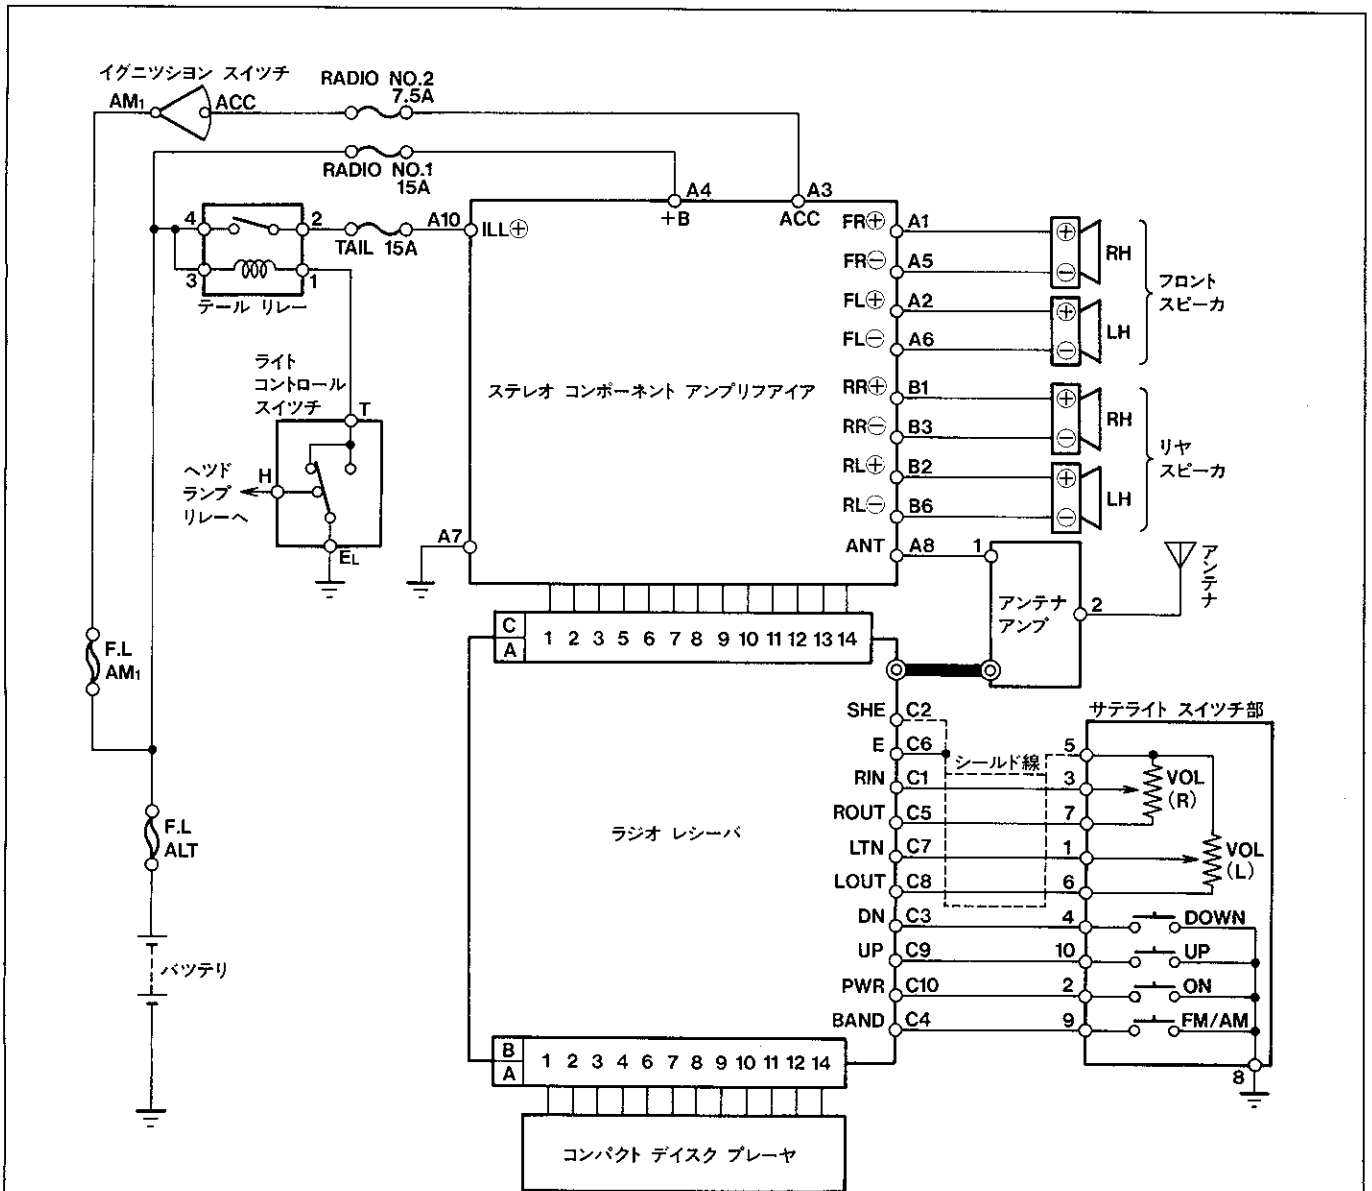 イグニツシヨン スイツチ
RADIO NO.2
7.5A
AM1
ACC
RADIO NO.1
15A
A4
+B
A3
ACC
4
2
3
1
TAIL 15A
テール リレー
A10
ILL⊕
ライト
コントロール
スイツチ
T
H
ヘツド
ランプ
リレーへ
EL
A7
ステレオ コンポーネント アンプリフアイア
FR⊕ A1
FR⊖ A5
FL⊕ A2
FL⊖ A6
RR⊕ B1
RR⊖ B3
RL⊕ B2
RL⊖ B6
ANT A8
⊕
⊖
RH
⊕
⊖
LH
フロント
スピーカ
⊕
⊖
RH
⊕
⊖
LH
リヤ
スピーカ
1
アンテナ
アンプ
2
アンテナ
C
A
1 2 3 5 6 7 8 9 10 11 12 13 14
F.L
AM1
F.L
ALT
バツテリ
ラジオ レシーバ
SHE C2
E C6
RIN C1
ROUT C5
LTN C7
LOUT C8
DN C3
UP C9
PWR C10
BAND C4
シールド線
サテライト スイツチ部
5
3
7
1
6
4
10
2
9
8
VOL
(R)
VOL
(L)
DOWN
UP
ON
FM/AM
B
A
1 2 3 4 6 7 8 9 10 11 12 14
コンパクト デイスク プレーヤ